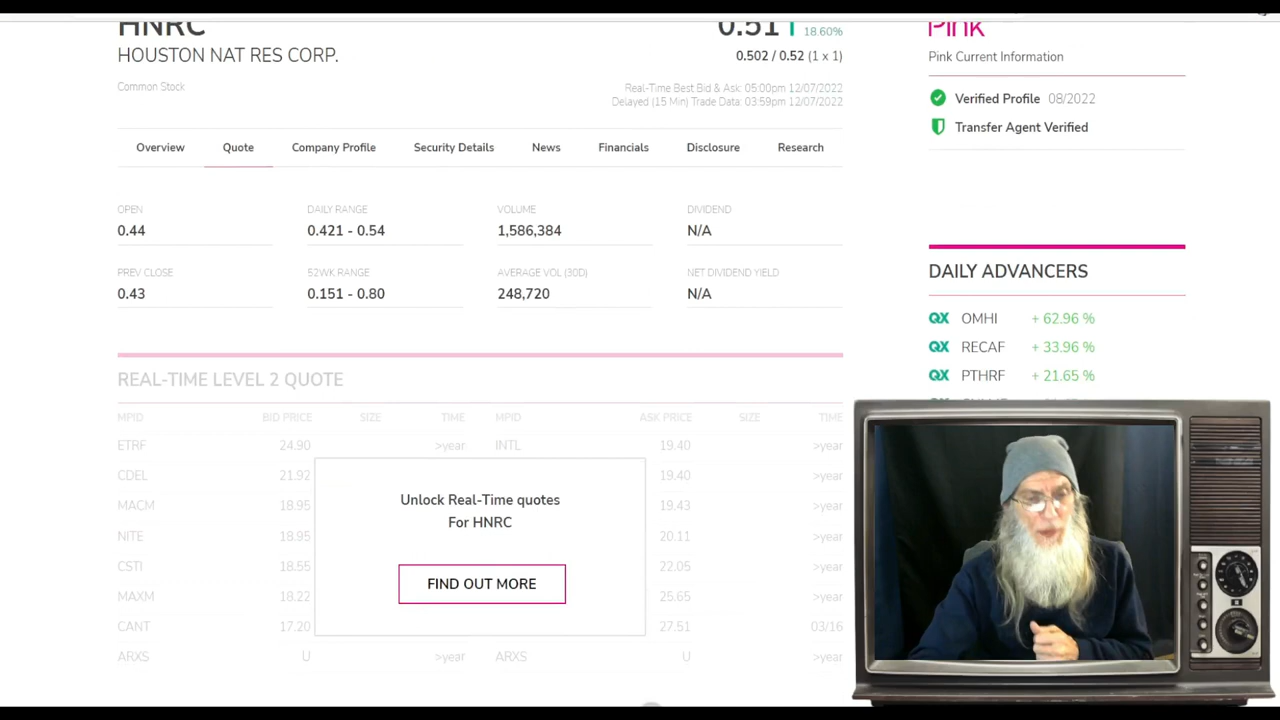 HNRC
0.51 18.60%
Pink
HOUSTON NAT RES CORP.
0.502 / 0.52 (1 x 1)
Pink Current Information
Common Stock
Real-Time Best Bid & Ask: 05:00pm 12/07/2022
Delayed (15 Min) Trade Data: 03:59pm 12/07/2022
Verified Profile 08/2022
Transfer Agent Verified
Overview Quote Company Profile Security Details News Financials Disclosure Research
OPEN DAILY RANGE VOLUME DIVIDEND
0.44 0.421 - 0.54 1,586,384 N/A
PREV CLOSE 52WK RANGE AVERAGE VOL (30D) NET DIVIDEND YIELD
0.43 0.151 - 0.80 248,720 N/A
DAILY ADVANCERS
QX OMHI + 62.96 %
QX RECAF + 33.96 %
QX PTHRF + 21.65 %
REAL-TIME LEVEL 2 QUOTE
MPID BID PRICE SIZE TIME MPID ASK PRICE SIZE TIME
ETRF 24.90 >year INTL 19.40 >year
CDEL 21.92 19.40 >year
MACM 18.95 19.43 >year
NITE 18.95 20.11 >year
CSTI 18.55 22.05 >year
MAXM 18.22 25.65 >year
CANT 17.20 27.51 03/16
ARXS U >year ARXS U >year
Unlock Real-Time quotes
For HNRC
FIND OUT MORE